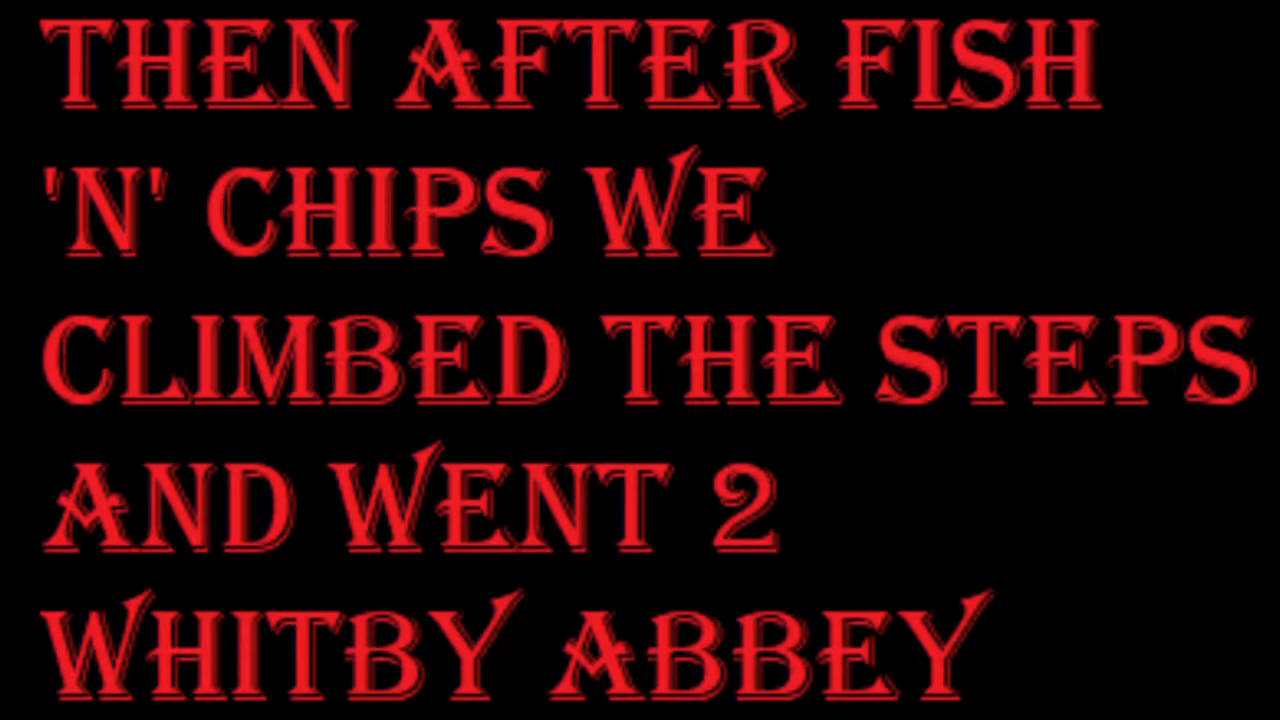 THEN AFTER FISH
'N' CHIPS WE
CLIMBED THE STEPS
AND WENT 2
WHITBY ABBEY